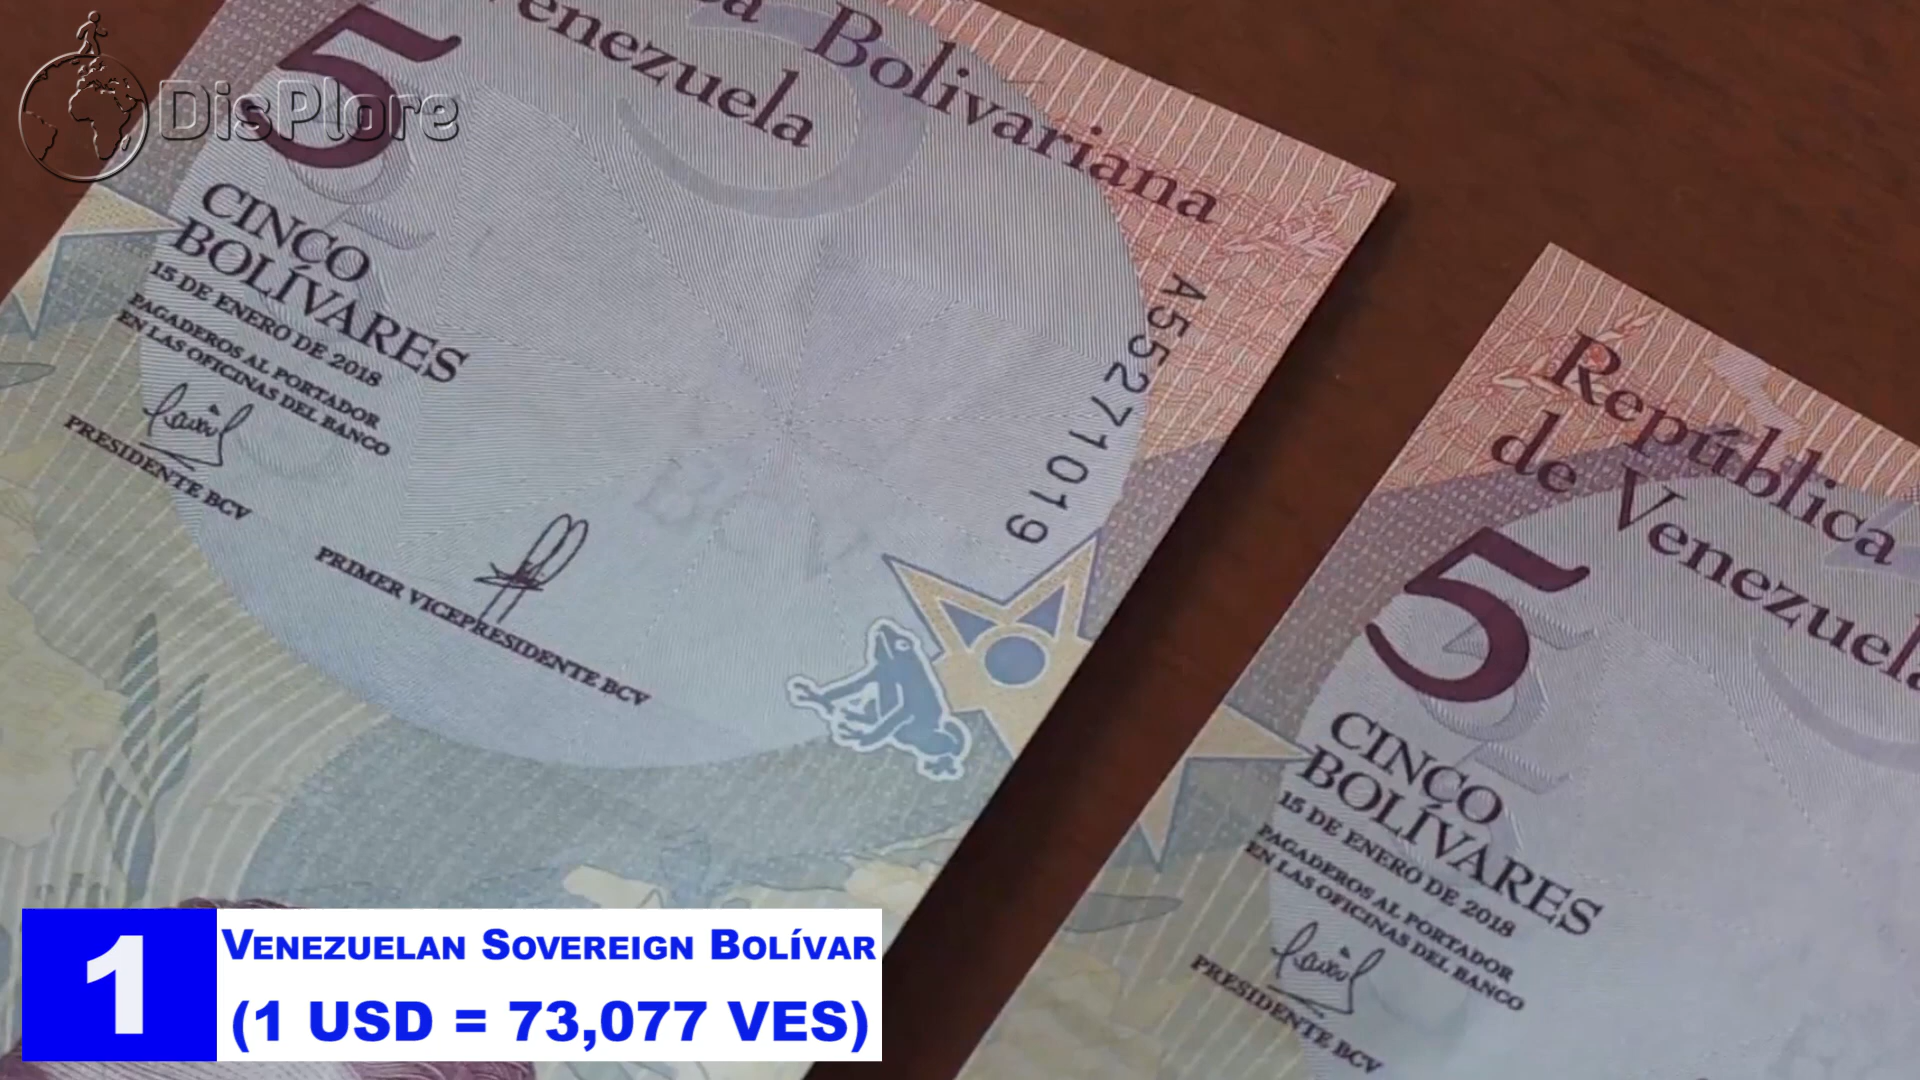 DisPlore
5
Bolivariana
Venezuela
CINCO
BOLÍVARES
15 DE ENERO DE 2018
PAGADEROS AL PORTADOR
EN LAS OFICINAS DEL BANCO
PRESIDENTE BCV
PRIMER VICEPRESIDENTE BCV
A55271019
República
de Venezuela
5
CINCO
BOLÍVARES
15 DE ENERO DE 2018
PAGADEROS AL PORTADOR
EN LAS OFICINAS DEL BANCO
PRESIDENTE BCV
1
VENEZUELAN SOVEREIGN BOLÍVAR
(1 USD = 73,077 VES)